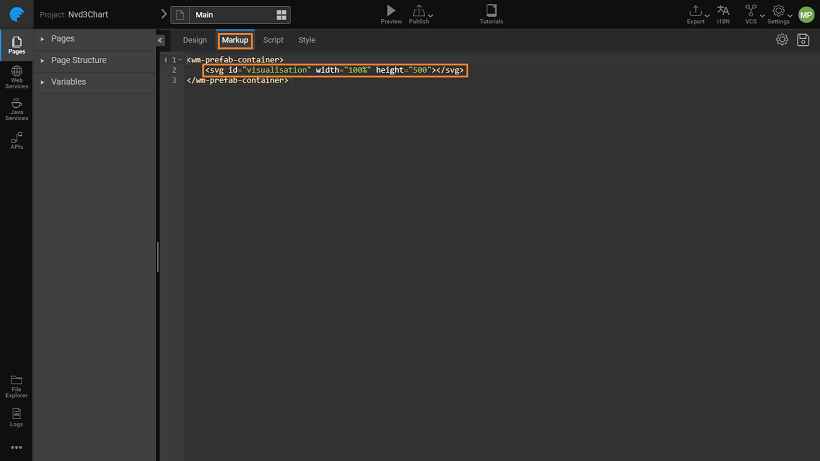 Project: Nvd3Chart
Main
Preview
Publish
Tutorials
Export
I18N
VCS
Settings
MP
Pages
Web
Services
Java
Services
APIs
File
Explorer
Logs
Pages
Page Structure
Variables
Design
Markup
Script
Style
i 1 <wm-prefab-container>
2 <svg id="visualisation" width="100%" height="500"></svg>
3 </wm-prefab-container>